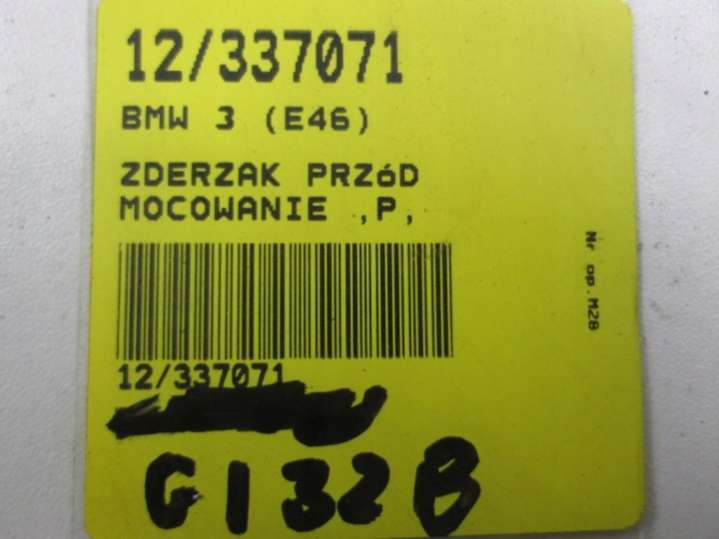 12/337071
BMW 3 (E46)
ZDERZAK PRZóD
MOCOWANIE ,P,
12/337071
G132B
Nr op.M28